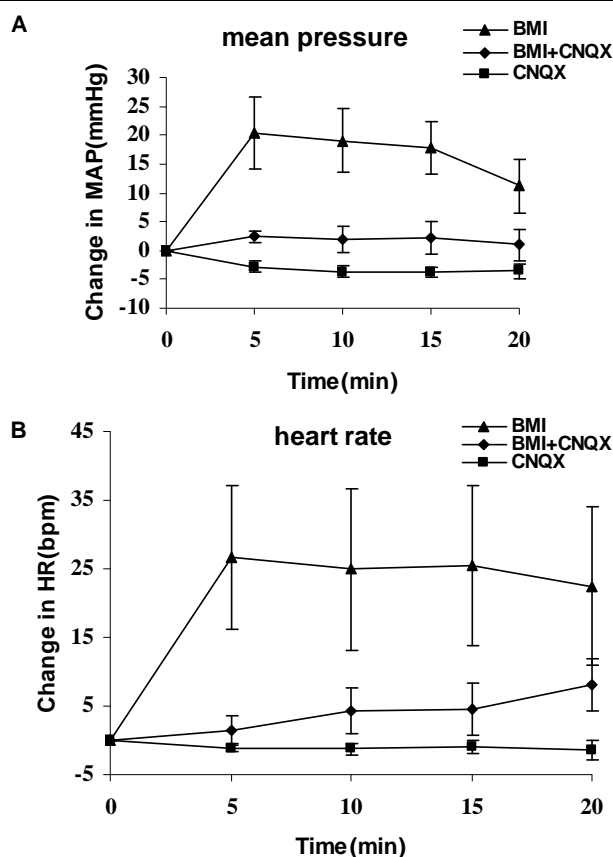 A
mean pressure
BMI
BMI+CNQX
CNQX
Change in MAP(mmHg)
30
25
20
15
10
5
0
-5
-10
0 5 10 15 20
Time(min)
B
heart rate
BMI
BMI+CNQX
CNQX
Change in HR(bpm)
45
35
25
15
5
-5
0 5 10 15 20
Time(min)